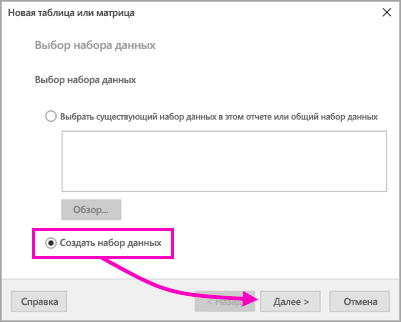 Новая таблица или матрица
Выбор набора данных
Выбор набора данных
Выбрать существующий набор данных в этом отчете или общий набор данных
Обзор...
Создать набор данных
Справка
< Назад
Далее >
Отмена